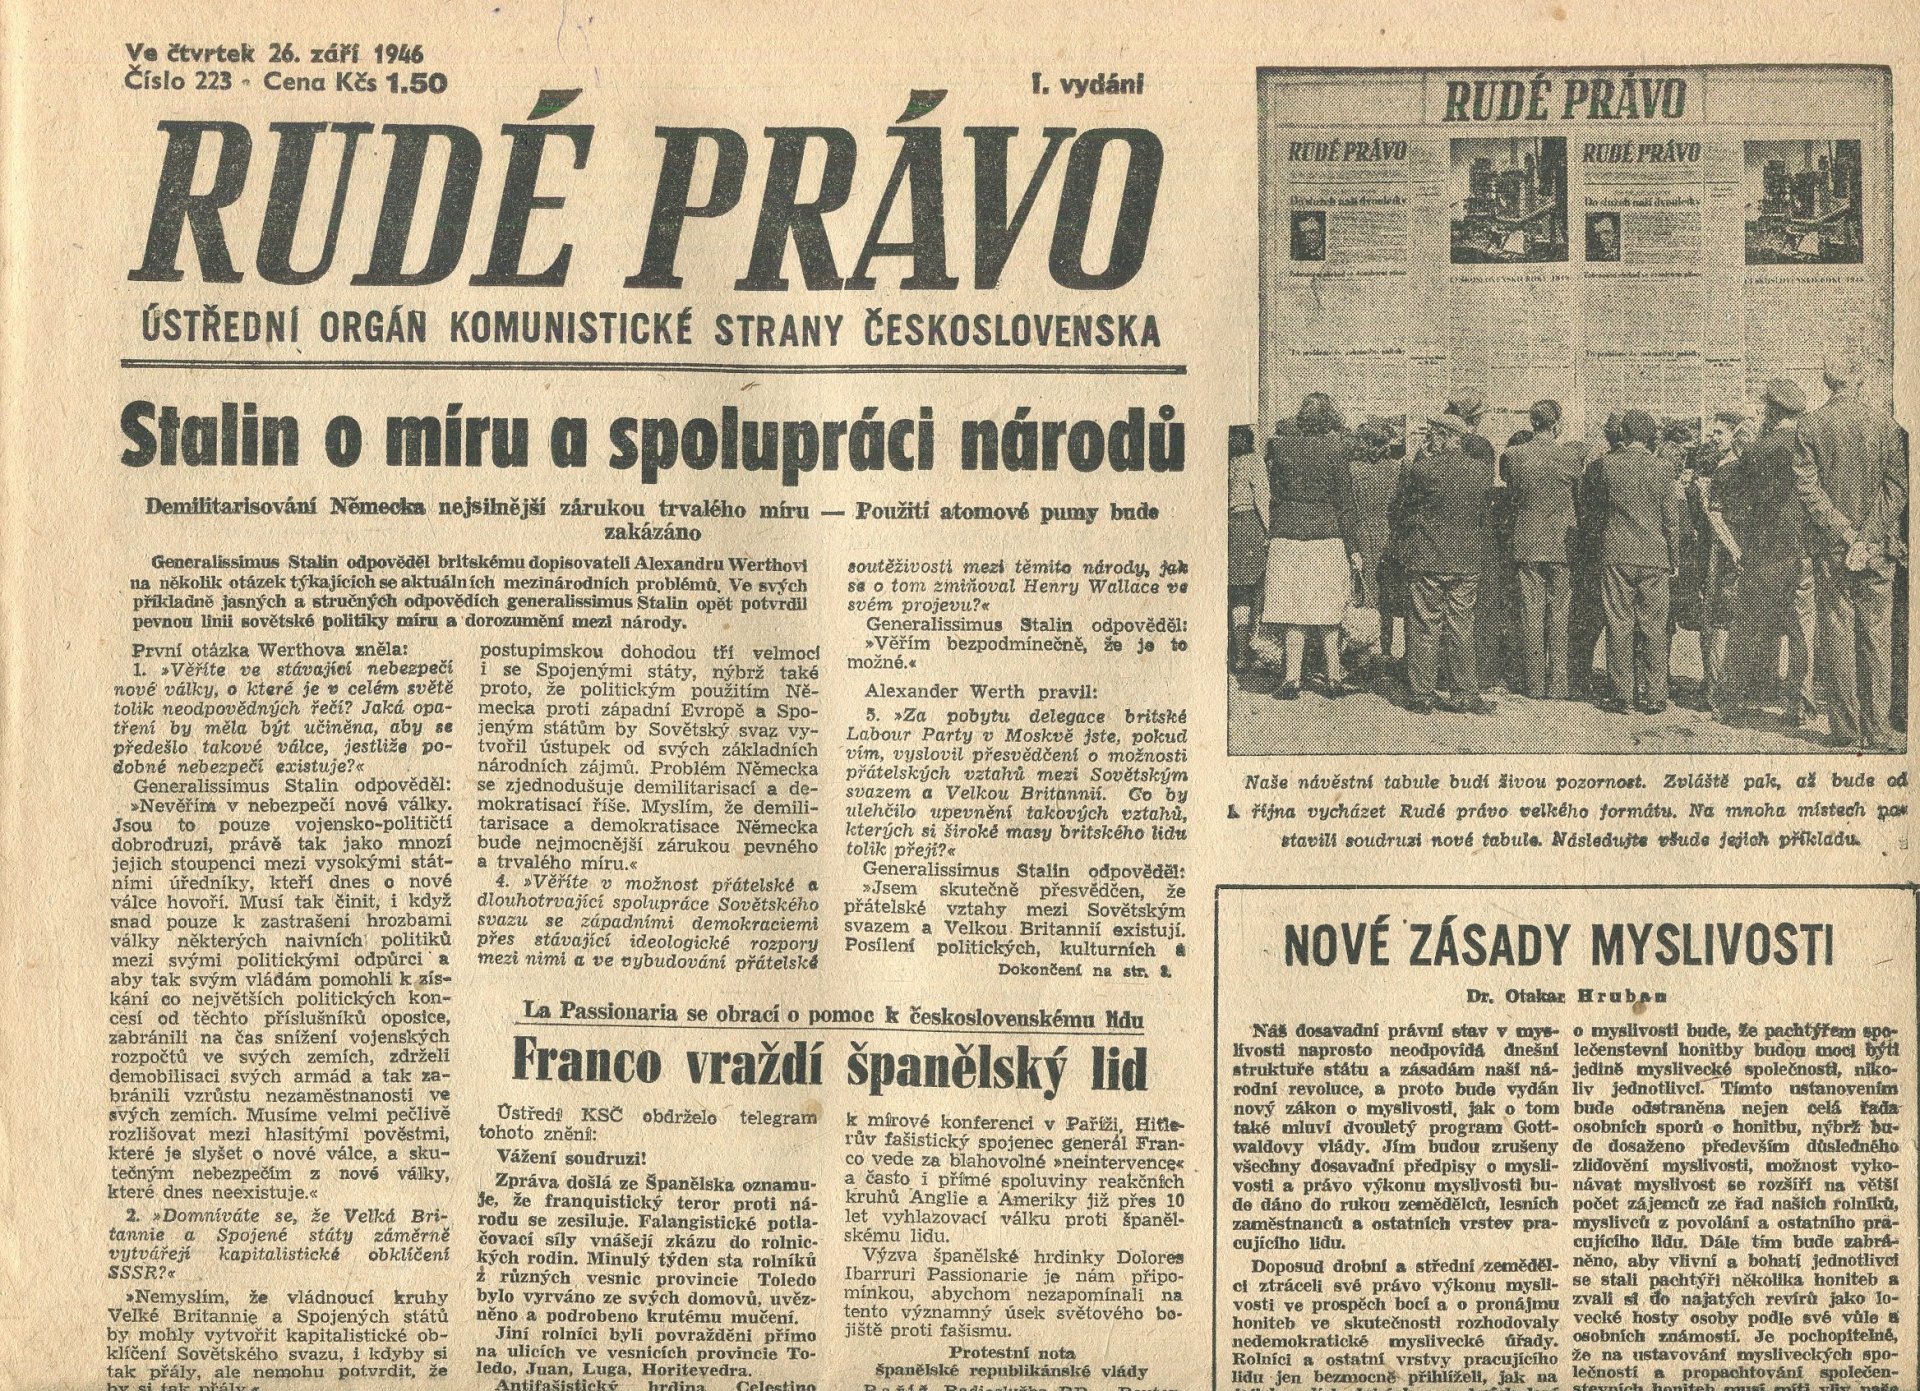 Ve čtvrtek 26. září 1946
Číslo 223 - Cena Kčs 1.50
I. vydání
RUDÉ PRÁVO
ÚSTŘEDNÍ ORGÁN KOMUNISTICKÉ STRANY ČESKOSLOVENSKA
Stalin o míru a spolupráci národů
Demilitarisování Německa nejsilnější zárukou trvalého míru — Použití atomové pumy bude
zakázáno
Generalissimus Stalin odpověděl britskému dopisovateli Alexandru Werthovi
na několik otázek týkajících se aktuálních mezinárodních problémů. Ve svých
příkladně jasných a stručných odpovědích generalissimus Stalin opět potvrdil
pevnou linii sovětské politiky míru a dorozumění mezi národy.
První otázka Werthova zněla:
1. »Věříte ve stávající nebezpečí
nové války, o které je v celém světě
tolik neodpovědných řečí? Jaká opa-
tření by měla být učiněna, aby se
předešlo takové válce, jestliže po-
dobné nebezpečí existuje?«
Generalissimus Stalin odpověděl:
»Nevěřím v nebezpečí nové války.
Jsou to pouze vojensko-političtí
dobrodruzi, právě tak jako mnozí
jejich stoupenci mezi vysokými stát-
ními úředníky, kteří dnes o nové
válce hovoří. Musí tak činit, i když
snad pouze k zastrašení hrozbami
války některých naivních politiků
mezi svými politickými odpůrci a
aby tak svým vládám pomohli k zís-
kání co největších politických kon-
cesí od těchto příslušníků oposice,
zabránili na čas snížení vojenských
rozpočtů ve svých zemích, zdrželi
demobilisaci svých armád a tak za-
bránili vzrůstu nezaměstnanosti ve
svých zemích. Musíme velmi pečlivě
rozlišovat mezi hlasitými pověstmi,
které je slyšet o nové válce, a sku-
tečným nebezpečím z nové války,
které dnes neexistuje.«
2. »Domníváte se, že Velká Bri-
tannie a Spojené státy záměrně
vytvářejí kapitalistické obklíčení
SSSR?«
»Nemyslím, že vládnoucí kruhy
Velké Britannie a Spojených států
by mohly vytvořit kapitalistické ob-
klíčení Sovětského svazu, i kdyby si
tak přály, ale nemohu potvrdit, že
by si tak přály.«
postupimskou dohodou tří velmocí
i se Spojenými státy, nýbrž také
proto, že politickým použitím Ně-
mecka proti západní Evropě a Spo-
jeným státům by Sovětský svaz vy-
tvořil ústupek od svých základních
národních zájmů. Problém Německa
se zjednodušuje demilitarisací a de-
mokratisací říše. Myslím, že demili-
tarisace a demokratisace Německa
bude nejmocnější zárukou pevného
a trvalého míru.«
4. »Věříte v možnost přátelské a
dlouhotrvající spolupráce Sovětského
svazu se západními demokraciemi
přes stávající ideologické rozpory
mezi nimi a ve vybudování přátelské
soutěživosti mezi těmito národy, jak
se o tom zmiňoval Henry Wallace ve
svém projevu?«
Generalissimus Stalin odpověděl:
»Věřím bezpodmínečně, že je to
možné.«
Alexander Werth pravil:
5. »Za pobytu delegace britské
Labour Party v Moskvě jste, pokud
vím, vyslovil přesvědčení o možnosti
přátelských vztahů mezi Sovětským
svazem a Velkou Britannií. Co by
ulehčilo upevnění takových vztahů,
kterých si široké masy britského lidu
tolik přejí?«
Generalissimus Stalin odpověděl:
»Jsem skutečně přesvědčen, že
přátelské vztahy mezi Sovětským
svazem a Velkou Britannií existují.
Posílení politických, kulturních a
Dokončení na str. 2.
La Passionaria se obrací o pomoc k československému lidu
Franco vraždí španělský lid
Ústředí KSČ obdrželo telegram
tohoto znění:
Vážení soudruzi!
Zpráva došlá ze Španělska oznamu-
je, že franquistický teror proti ná-
rodu se zesiluje. Falangistické potla-
čovací síly vnášejí zkázu do rolnic-
kých rodin. Minulý týden sta rolníků
z různých vesnic provincie Toledo
bylo vyrváno ze svých domovů, uvěz-
něno a podrobeno krutému mučení.
Jiní rolníci byli povražděni přímo
na ulicích ve vesnicích provincie To-
ledo, Juan, Luga, Horitevedra.
Antifašistický hrdina Celestino
k mírové konferenci v Paříži, Hitle-
rův fašistický spojenec generál Fran-
co vede za blahovolné »neintervence«
a často i přímé spoluviny reakčních
kruhů Anglie a Ameriky již přes 10
let vyhlazovací válku proti španěl-
skému lidu.
Výzva španělské hrdinky Dolores
Ibarruri Passionarie je nám připo-
mínkou, abychom nezapomínali na
tento významný úsek světového bo-
jiště proti fašismu.
Protestní nota
španělské republikánské vlády
RUDÉ PRÁVO
RUDÉ PRÁVO
RUDÉ PRÁVO
Naše návěstní tabule budí živou pozornost. Zvláště pak, až bude od
1. října vycházet Rudé právo velkého formátu. Na mnoha místech po-
stavili soudruzi nové tabule. Následujte všude jejich příkladu.
NOVÉ ZÁSADY MYSLIVOSTI
Dr. Otakar Hruban
Náš dosavadní právní stav v mys-
livosti naprosto neodpovídá dnešní
struktuře státu a zásadám naší ná-
rodní revoluce, a proto bude vydán
nový zákon o myslivosti, jak o tom
také mluví dvouletý program Gott-
waldovy vlády. Jím budou zrušeny
všechny dosavadní předpisy o mysli-
vosti a právo výkonu myslivosti bu-
de dáno do rukou zemědělců, lesních
zaměstnanců a ostatních vrstev pra-
cujícího lidu.
Doposud drobní a střední zeměděl-
ci ztráceli své právo výkonu mysli-
vosti ve prospěch bocí a o pronájmu
honiteb ve skutečnosti rozhodovaly
nedemokratické myslivecké úřady.
Rolníci a ostatní vrstvy pracujícího
lidu jen bezmocně přihlíželi, jak na
o myslivosti bude, že pachtýřem spo-
lečenstevní honitby budou moci býti
jedině myslivecké společnosti, niko-
liv jednotlivci. Tímto ustanovením
bude odstraněna nejen celá řada
osobních sporů o honitbu, nýbrž bu-
de dosaženo především důsledného
zlidovění myslivosti, možnost vyko-
návat myslivost se rozšíří na větší
počet zájemců ze řad našich rolníků,
myslivců z povolání a ostatního pra-
cujícího lidu. Dále tím bude zabrá-
něno, aby vlivní a bohatí jednotlivci
se stali pachtýři několika honiteb a
zvali si do najatých revírů jako lo-
vecké hosty osoby podle své vůle a
osobních známostí. Je pochopitelné,
že na ustavování mysliveckých spo-
lečností a propachtování společen-
stevních honiteb musí míti